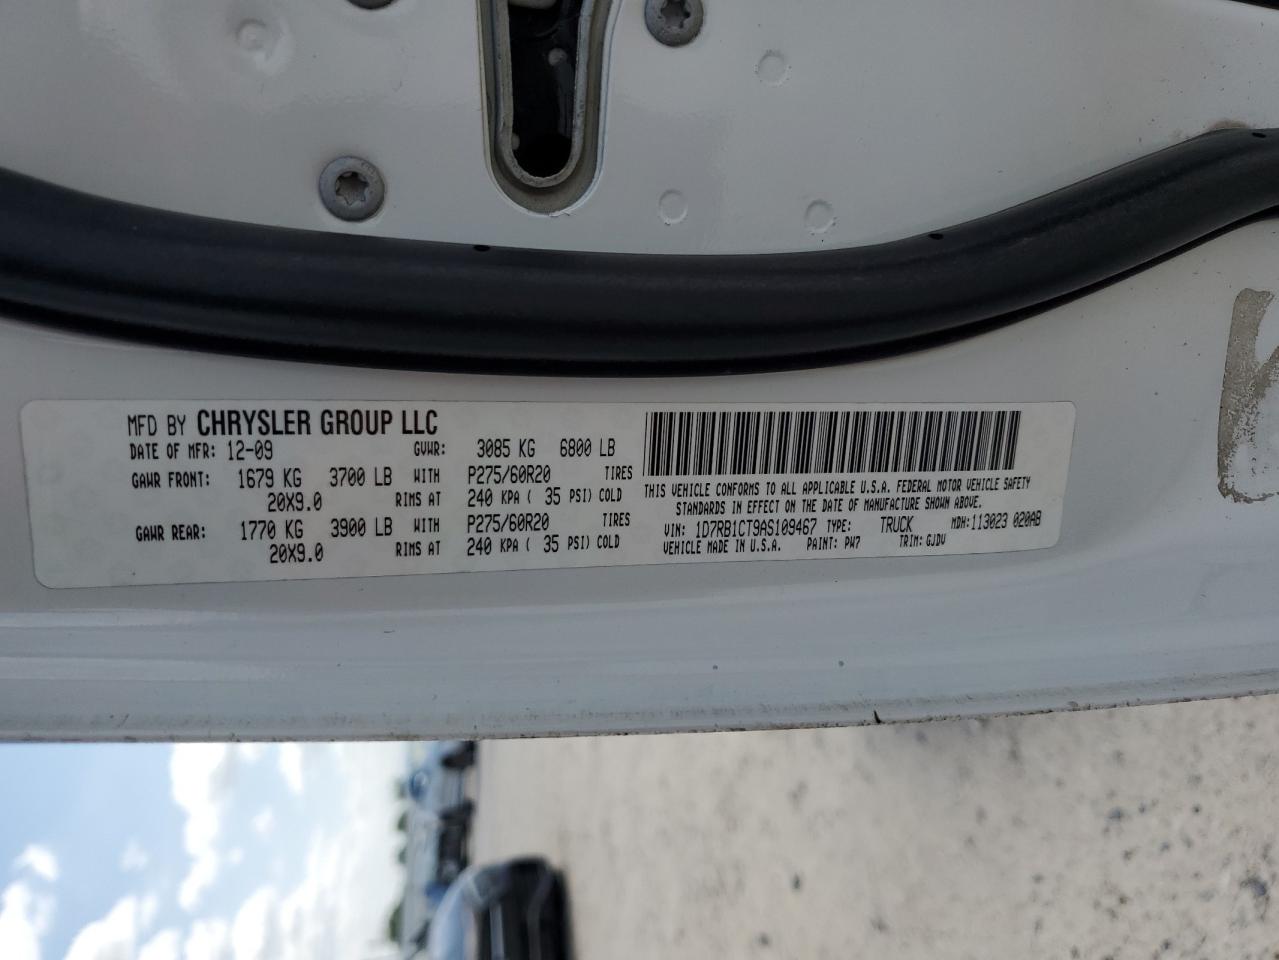 MFD BY CHRYSLER GROUP LLC
DATE OF MFR: 12-09 GVWR: 3085 KG 6800 LB
GAWR FRONT: 1679 KG 3700 LB WITH P275/60R20 TIRES
20X9.0 RIMS AT 240 KPA ( 35 PSI) COLD
GAWR REAR: 1770 KG 3900 LB WITH P275/60R20 TIRES
20X9.0 RIMS AT 240 KPA ( 35 PSI) COLD
THIS VEHICLE CONFORMS TO ALL APPLICABLE U.S.A. FEDERAL MOTOR VEHICLE SAFETY
STANDARDS IN EFFECT ON THE DATE OF MANUFACTURE SHOWN ABOVE.
VIN: 1D7RB1CT9AS109467 TYPE: TRUCK MDH: 113023 020AB
VEHICLE MADE IN U.S.A. PAINT: PW7 TRIM: GJDV